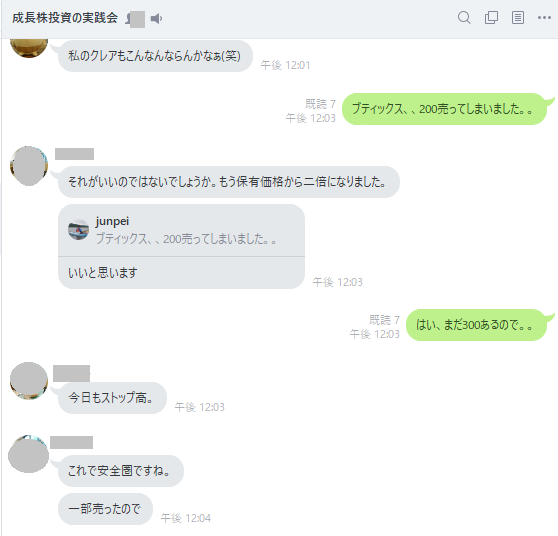 成長株投資の実践会
私のクレアもこんなんならんかなぁ(笑)
午後 12:01
既読 7
午後 12:03
ブティックス、、200売ってしまいました。。
それがいいのではないでしょうか。もう保有価格から二倍になりました。
junpei
ブティックス、、200売ってしまいました。。
いいと思います
午後 12:03
既読 7
午後 12:03
はい、まだ300あるので。。
今日もストップ高。
午後 12:03
これで安全圏ですね。
一部売ったので
午後 12:04